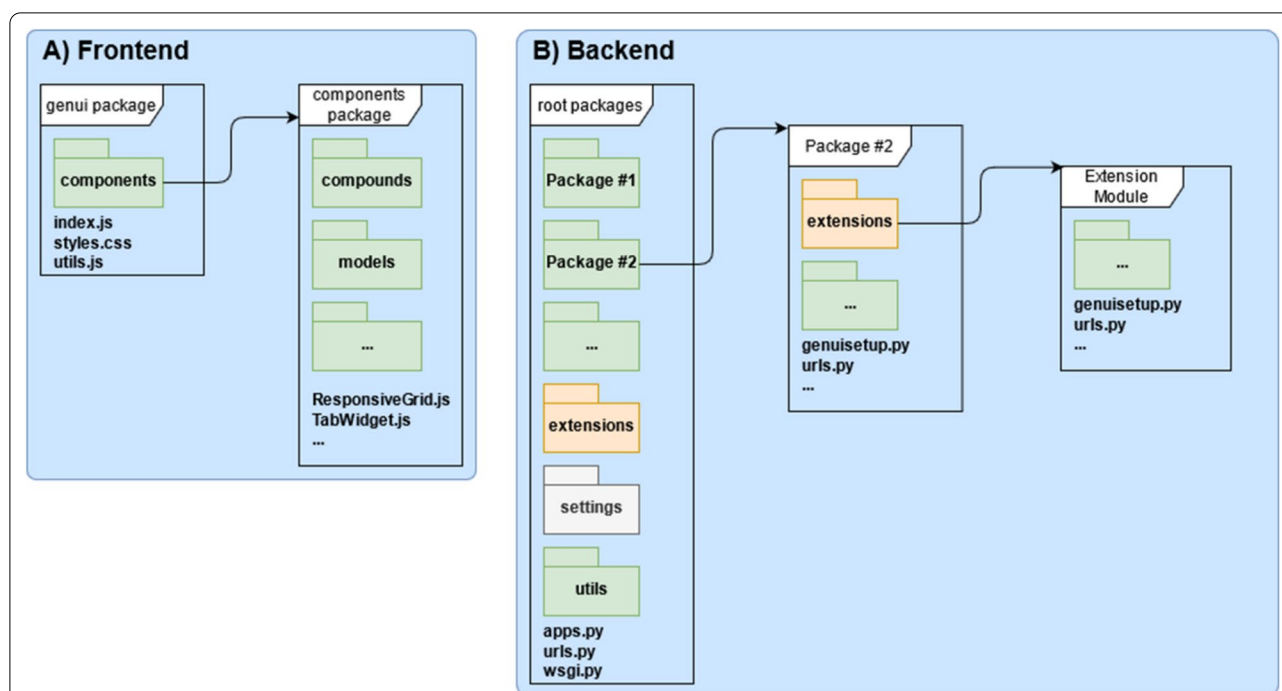 A) Frontend
genui package
components
index.js
styles.css
utils.js
components
package
compounds
models
...
ResponsiveGrid.js
TabWidget.js
...
B) Backend
root packages
Package #1
Package #2
...
extensions
settings
utils
apps.py
urls.py
wsgi.py
Package #2
extensions
...
genuisetup.py
urls.py
...
Extension
Module
...
genuisetup.py
urls.py
...